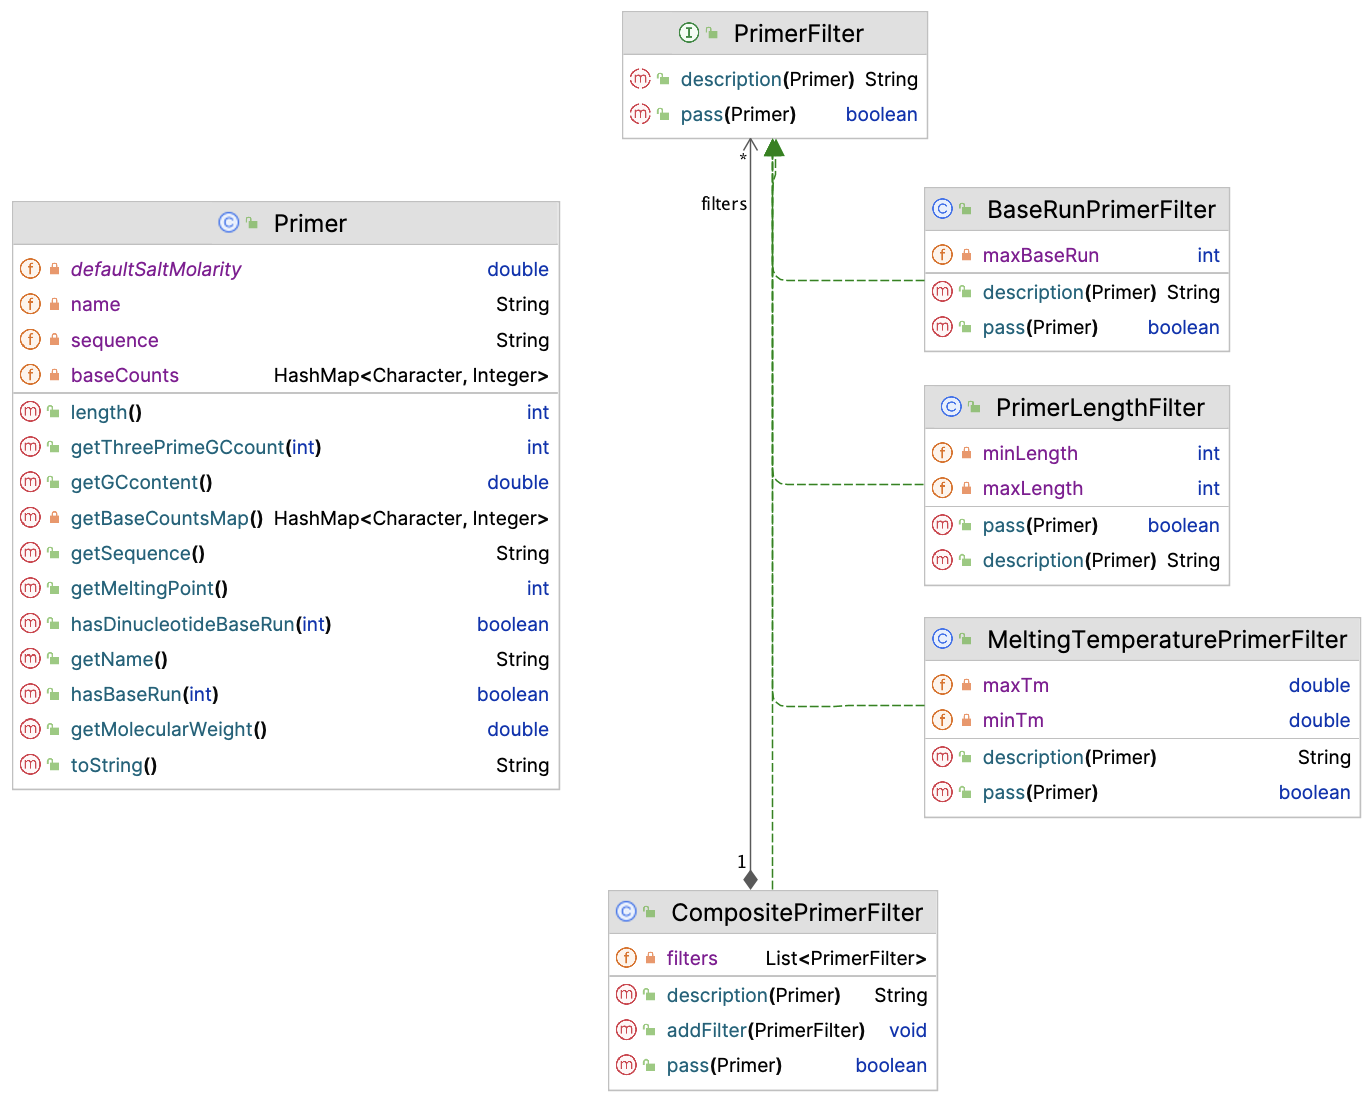 PrimerFilter
description(Primer) String
pass(Primer) boolean
*
filters
Primer
defaultSaltMolarity double
name String
sequence String
baseCounts HashMap<Character, Integer>
length() int
getThreePrimeGCcount(int) int
getGCcontent() double
getBaseCountsMap() HashMap<Character, Integer>
getSequence() String
getMeltingPoint() int
hasDinucleotideBaseRun(int) boolean
getName() String
hasBaseRun(int) boolean
getMolecularWeight() double
toString() String
BaseRunPrimerFilter
maxBaseRun int
description(Primer) String
pass(Primer) boolean
PrimerLengthFilter
minLength int
maxLength int
pass(Primer) boolean
description(Primer) String
MeltingTemperaturePrimerFilter
maxTm double
minTm double
description(Primer) String
pass(Primer) boolean
1
CompositePrimerFilter
filters List<PrimerFilter>
description(Primer) String
addFilter(PrimerFilter) void
pass(Primer) boolean